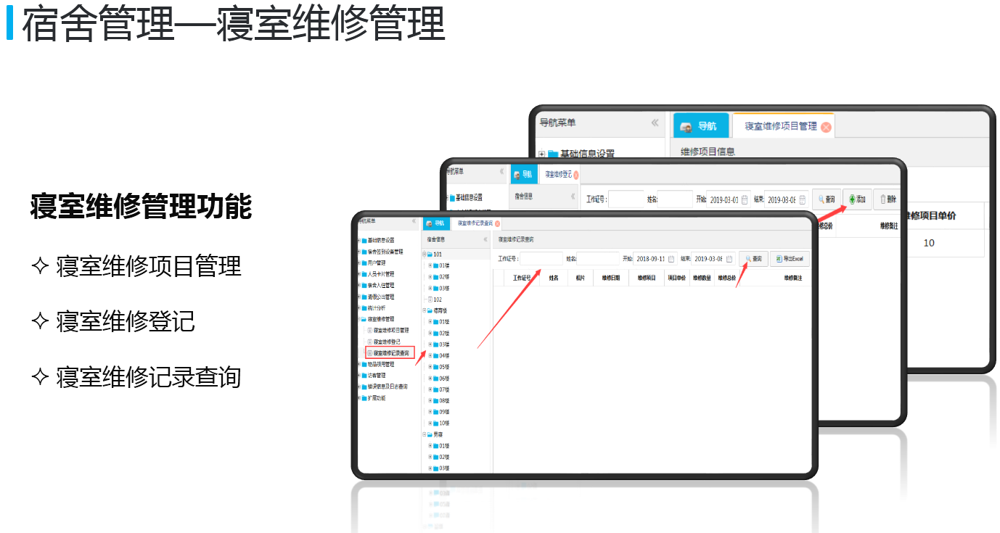 宿舍管理—寝室维修管理
寝室维修管理功能
✧ 寝室维修项目管理
✧ 寝室维修登记
✧ 寝室维修记录查询
导航菜单
导航
寝室维修项目管理
基础信息设置
维修项目信息
维修项目单价
10
导航菜单
导航
寝室维修登记
基础信息设置
宿舍信息
工作证号:
姓名:
开始: 2019-03-01
结束: 2019-03-08
查询
添加
删除
维修总价
维修备注
导航菜单
导航
寝室维修记录查询
基础信息设置
宿舍签到设备管理
用户管理
人员卡片管理
宿舍入住管理
请假公出管理
统计分析
寝室维修管理
寝室维修项目管理
寝室维修登记
寝室维修记录查询
物品领用管理
访客管理
错误信息及日志查询
扩展功能
宿舍信息
101
01楼
02楼
03楼
102
德育楼
01楼
02楼
03楼
04楼
05楼
06楼
07楼
08楼
09楼
10楼
男寝
01楼
02楼
03楼
寝室维修记录查询
工作证号:
姓名:
开始: 2018-09-11
结束: 2019-03-08
查询
导出Excel
工作证号 姓名 相片 维修日期 维修项目 项目单价 维修数量 维修总价 维修备注